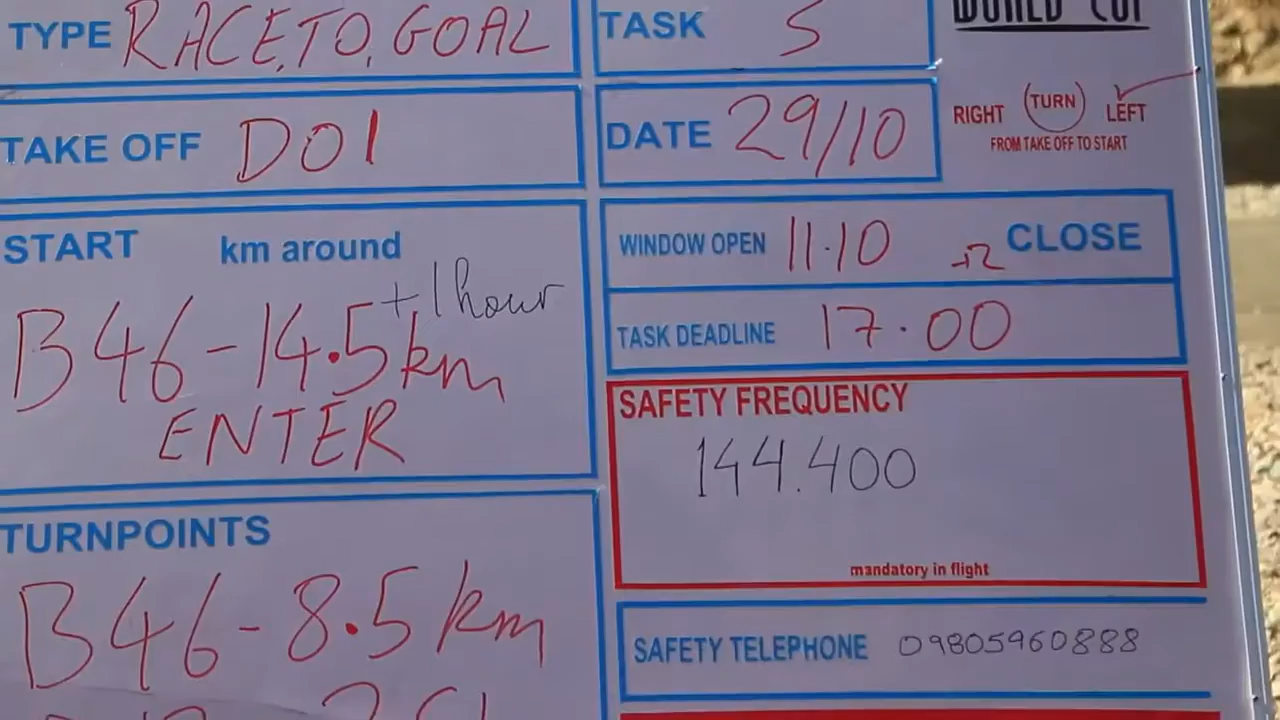 TYPE RACE TO GOAL
TASK 5
WORLD CUP
TAKE OFF D01
DATE 29/10
RIGHT TURN LEFT
FROM TAKE OFF TO START
START km around
+1 hour
B46-14.5km
ENTER
WINDOW OPEN 11.10 CLOSE
TASK DEADLINE 17.00
SAFETY FREQUENCY
144.400
mandatory in flight
TURNPOINTS
B46-8.5km
SAFETY TELEPHONE 09805960888